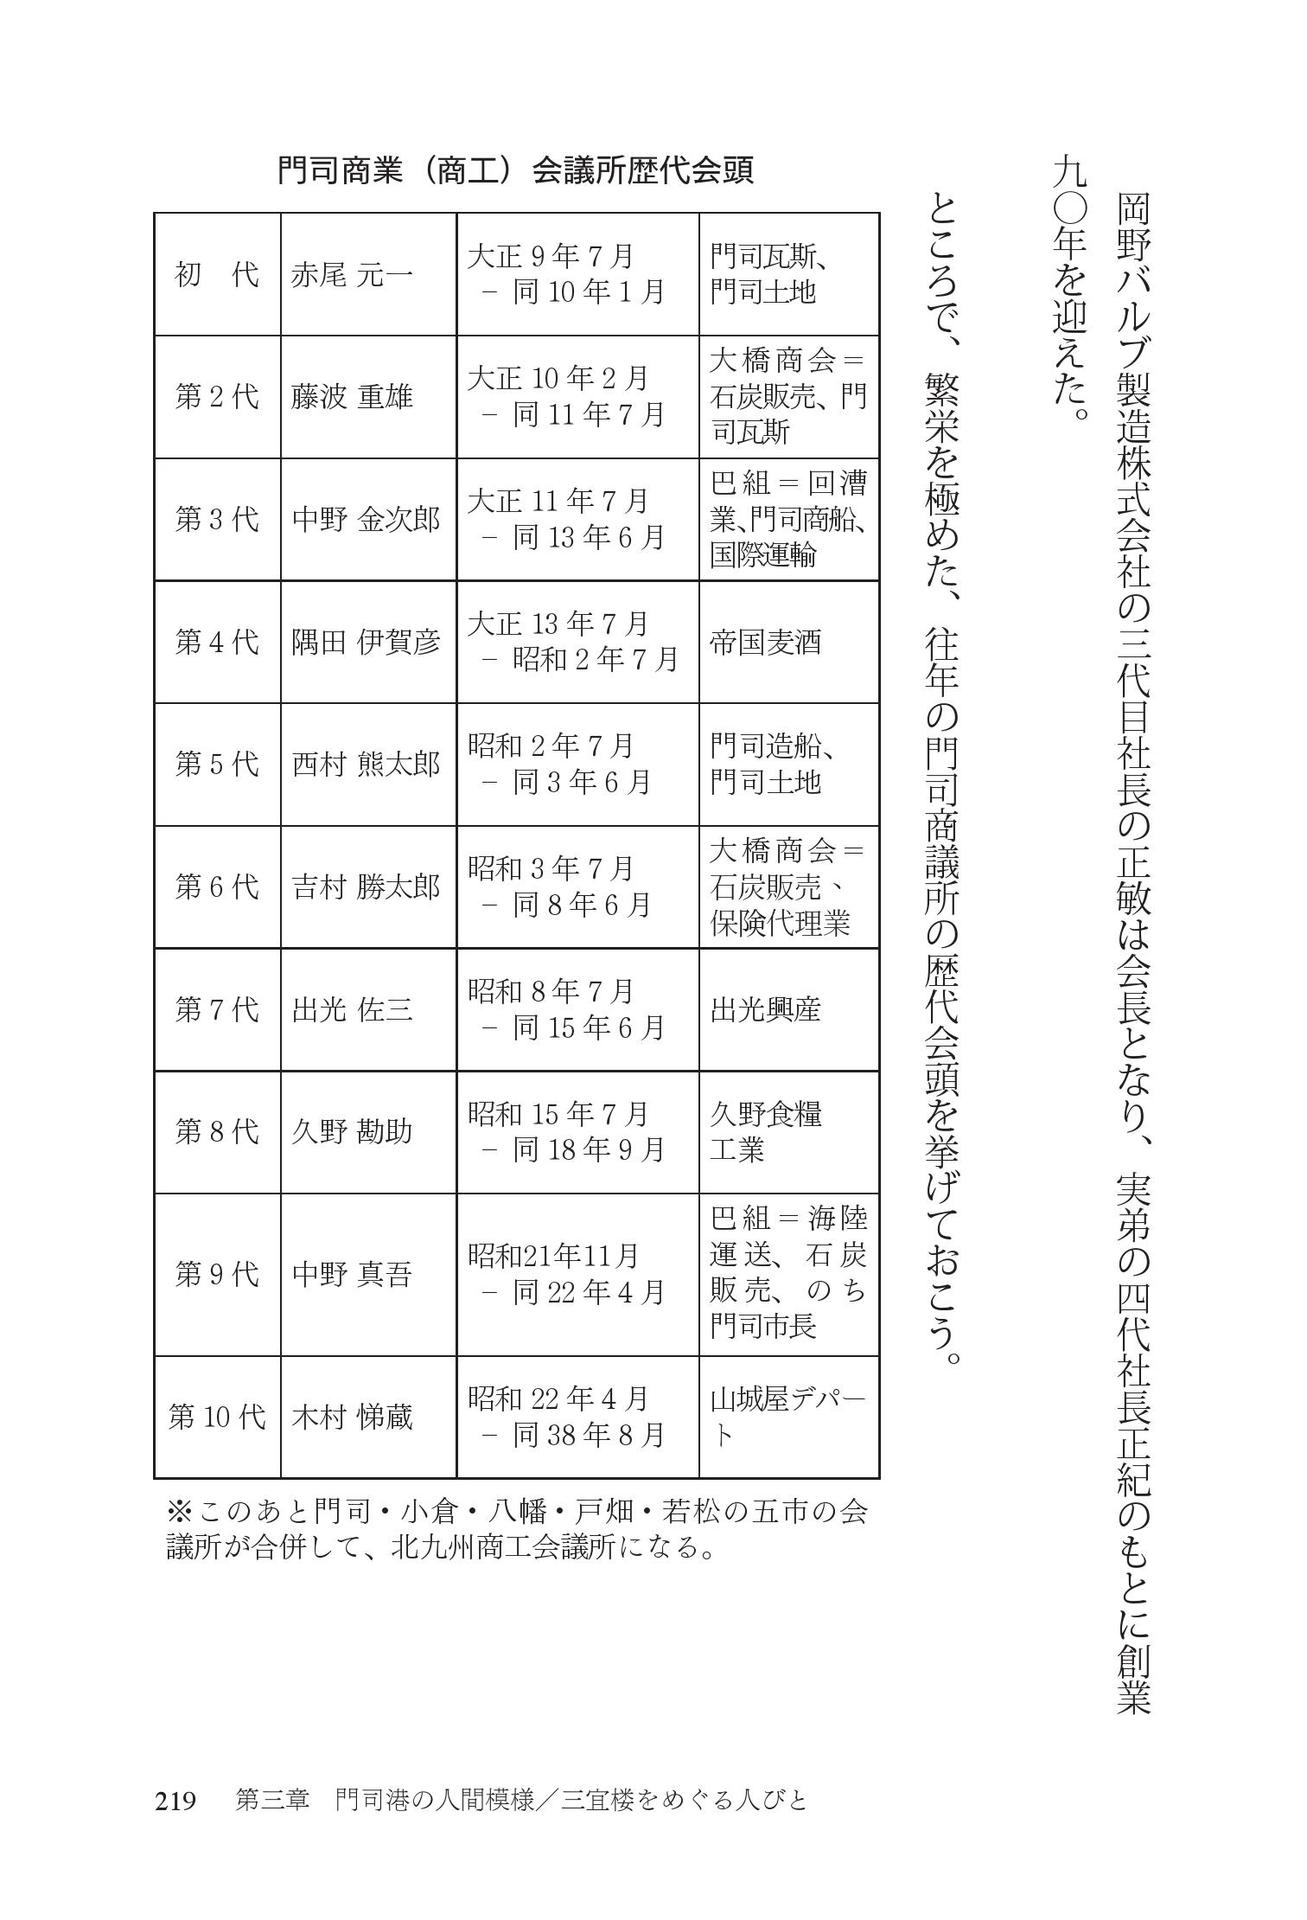 岡野バルブ製造株式会社の三代目社長の正敏は会長となり、実弟の四代社長正紀のもとに創業
九〇年を迎えた。
ところで、繁栄を極めた、往年の門司商議所の歴代会頭を挙げておこう。
門司商業（商工）会議所歴代会頭
初　代
赤尾 元一
大正 9 年 7 月
－ 同 10 年 1 月
門司瓦斯、
門司土地
第 2 代
藤波 重雄
大正 10 年 2 月
－ 同 11 年 7 月
大橋商会＝
石炭販売、門
司瓦斯
第 3 代
中野 金次郎
大正 11 年 7 月
－ 同 13 年 6 月
巴組＝回漕
業、門司商船、
国際運輸
第 4 代
隅田 伊賀彦
大正 13 年 7 月
－ 昭和 2 年 7 月
帝国麦酒
第 5 代
西村 熊太郎
昭和 2 年 7 月
－ 同 3 年 6 月
門司造船、
門司土地
第 6 代
吉村 勝太郎
昭和 3 年 7 月
－ 同 8 年 6 月
大橋商会＝
石炭販売、
保険代理業
第 7 代
出光 佐三
昭和 8 年 7 月
－ 同 15 年 6 月
出光興産
第 8 代
久野 勘助
昭和 15 年 7 月
－ 同 18 年 9 月
久野食糧
工業
第 9 代
中野 真吾
昭和21年11月
－ 同 22 年 4 月
巴組＝海陸
運送、石炭
販売、のち
門司市長
第 10 代
木村 悌蔵
昭和 22 年 4 月
－ 同 38 年 8 月
山城屋デパー
ト
※このあと門司・小倉・八幡・戸畑・若松の五市の会
議所が合併して、北九州商工会議所になる。
219　第三章　門司港の人間模様／三宜楼をめぐる人びと